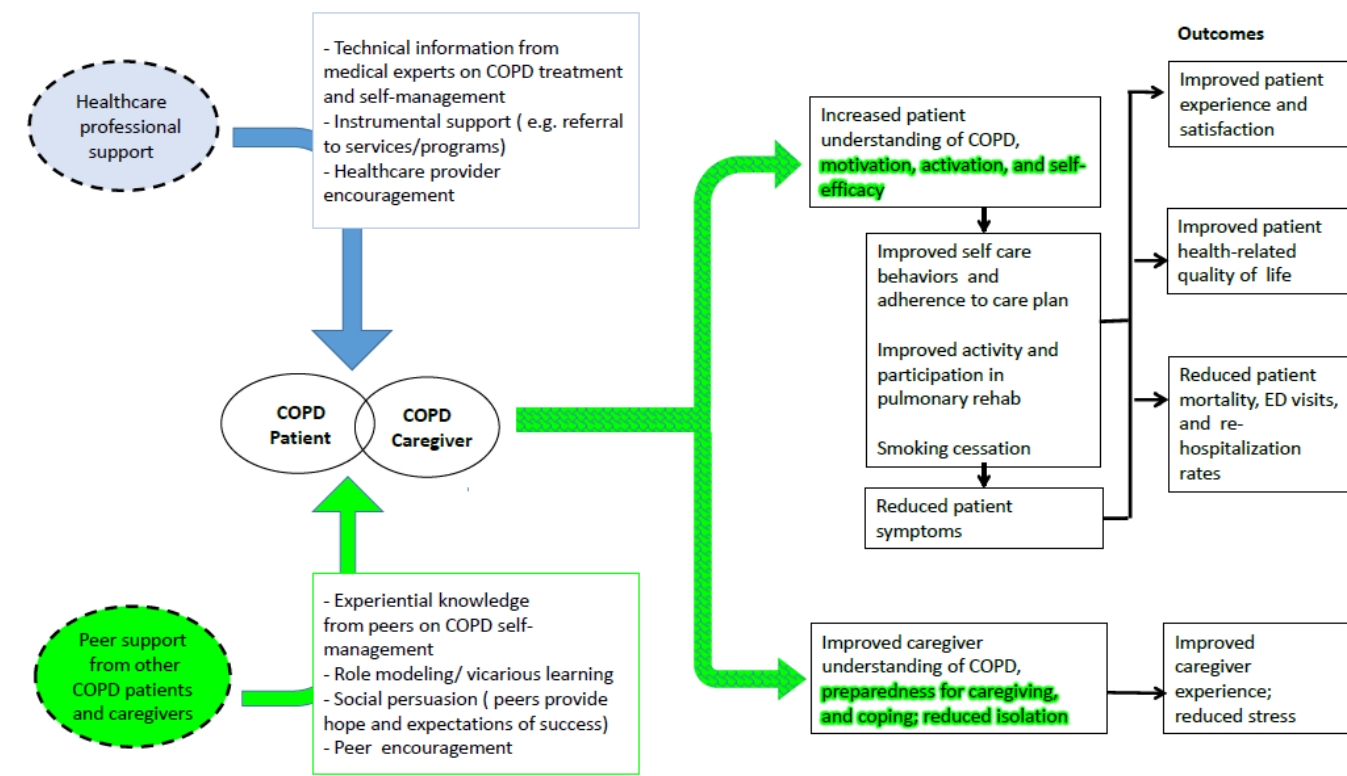 Healthcare
professional
support
- Technical information from
medical experts on COPD treatment
and self-management
- Instrumental support ( e.g. referral
to services/programs)
- Healthcare provider
encouragement
COPD
Patient
COPD
Caregiver
Peer support
from other
COPD patients
and caregivers
- Experiential knowledge
from peers on COPD self-
management
- Role modeling/ vicarious learning
- Social persuasion ( peers provide
hope and expectations of success)
- Peer encouragement
Increased patient
understanding of COPD,
motivation, activation, and self-
efficacy
Improved self care
behaviors and
adherence to care plan
Improved activity and
participation in
pulmonary rehab
Smoking cessation
Reduced patient
symptoms
Improved caregiver
understanding of COPD,
preparedness for caregiving,
and coping; reduced isolation
Outcomes
Improved patient
experience and
satisfaction
Improved patient
health-related
quality of life
Reduced patient
mortality, ED visits,
and re-
hospitalization
rates
Improved
caregiver
experience;
reduced stress